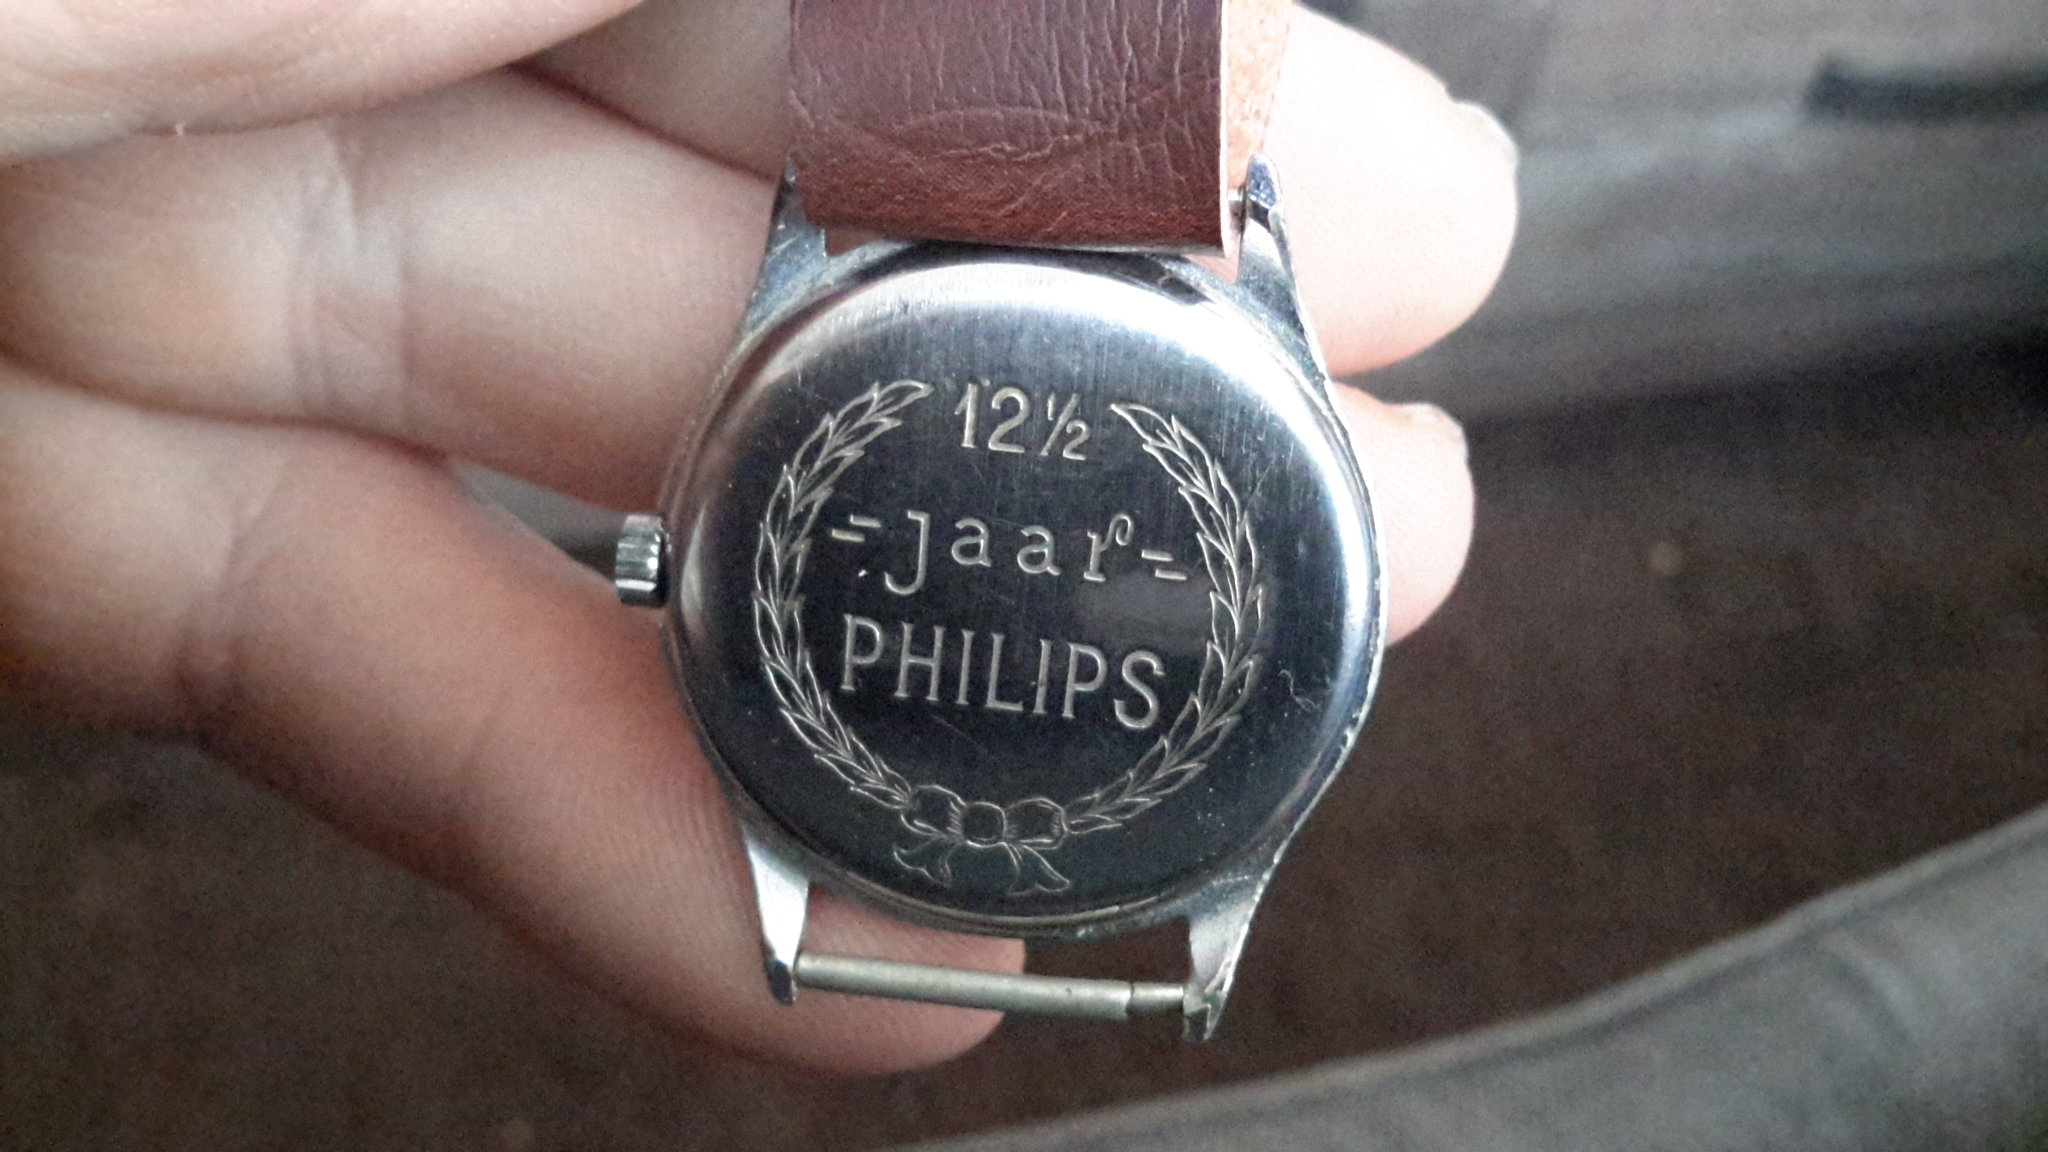 12½
=jaar=
PHILIPS